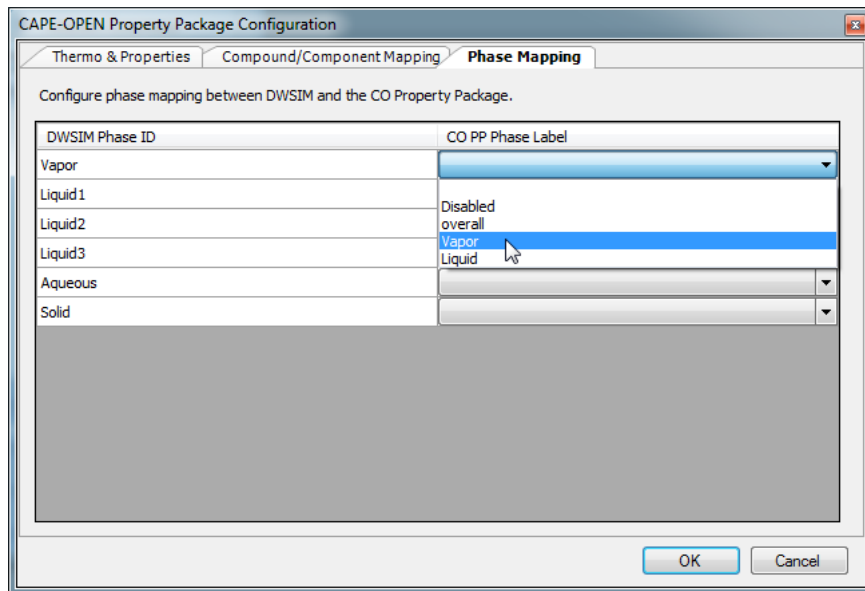 CAPE-OPEN Property Package Configuration
Thermo & Properties Compound/Component Mapping Phase Mapping
Configure phase mapping between DWSIM and the CO Property Package.
DWSIM Phase ID CO PP Phase Label
Vapor
Liquid1
Disabled
Liquid2 overall
Vapor
Liquid3 Liquid
Aqueous
Solid
OK Cancel